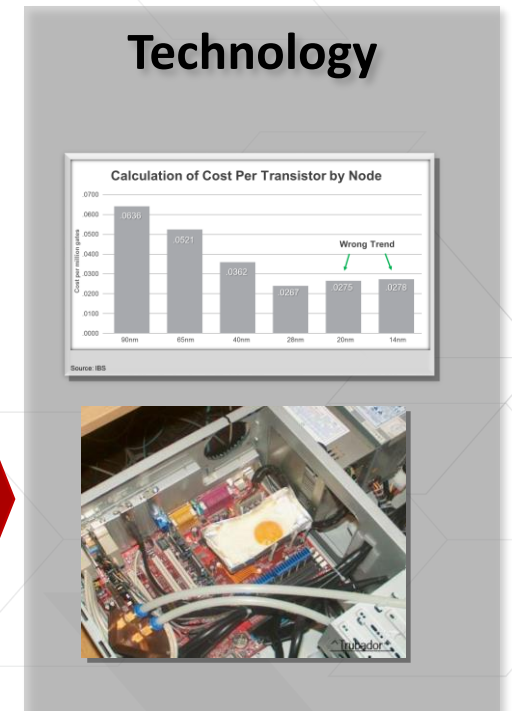 Technology
Calculation of Cost Per Transistor by Node
Cost per million gates
.0700
.0600
.0500
.0400
.0300
.0200
.0100
.0000
.0636
.0521
.0362
.0267
.0275
.0278
Wrong Trend
90nm
65nm
40nm
28nm
20nm
14nm
Source: IBS
Trubador